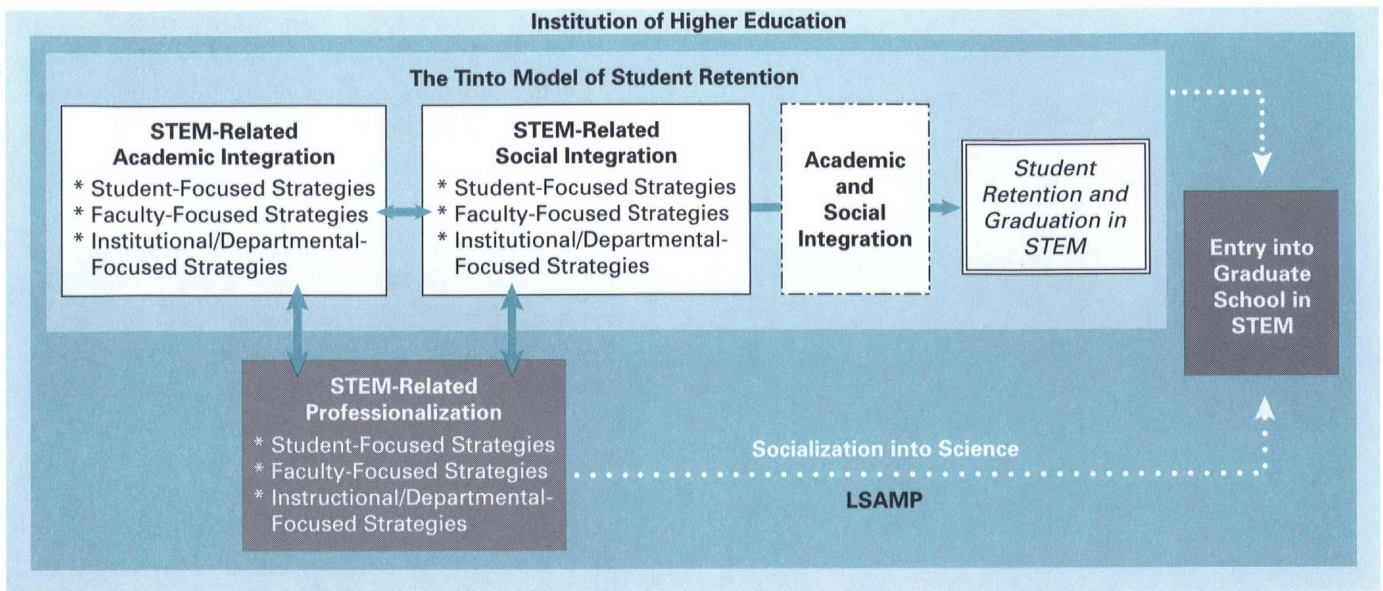 Institution of Higher Education
The Tinto Model of Student Retention
STEM-Related
Academic Integration
* Student-Focused Strategies
* Faculty-Focused Strategies
* Institutional/Departmental-
Focused Strategies
STEM-Related
Social Integration
* Student-Focused Strategies
* Faculty-Focused Strategies
* Institutional/Departmental-
Focused Strategies
Academic
and
Social
Integration
Student
Retention and
Graduation in
STEM
Entry into
Graduate
School in
STEM
STEM-Related
Professionalization
* Student-Focused Strategies
* Faculty-Focused Strategies
* Instructional/Departmental-
Focused Strategies
Socialization into Science
LSAMP